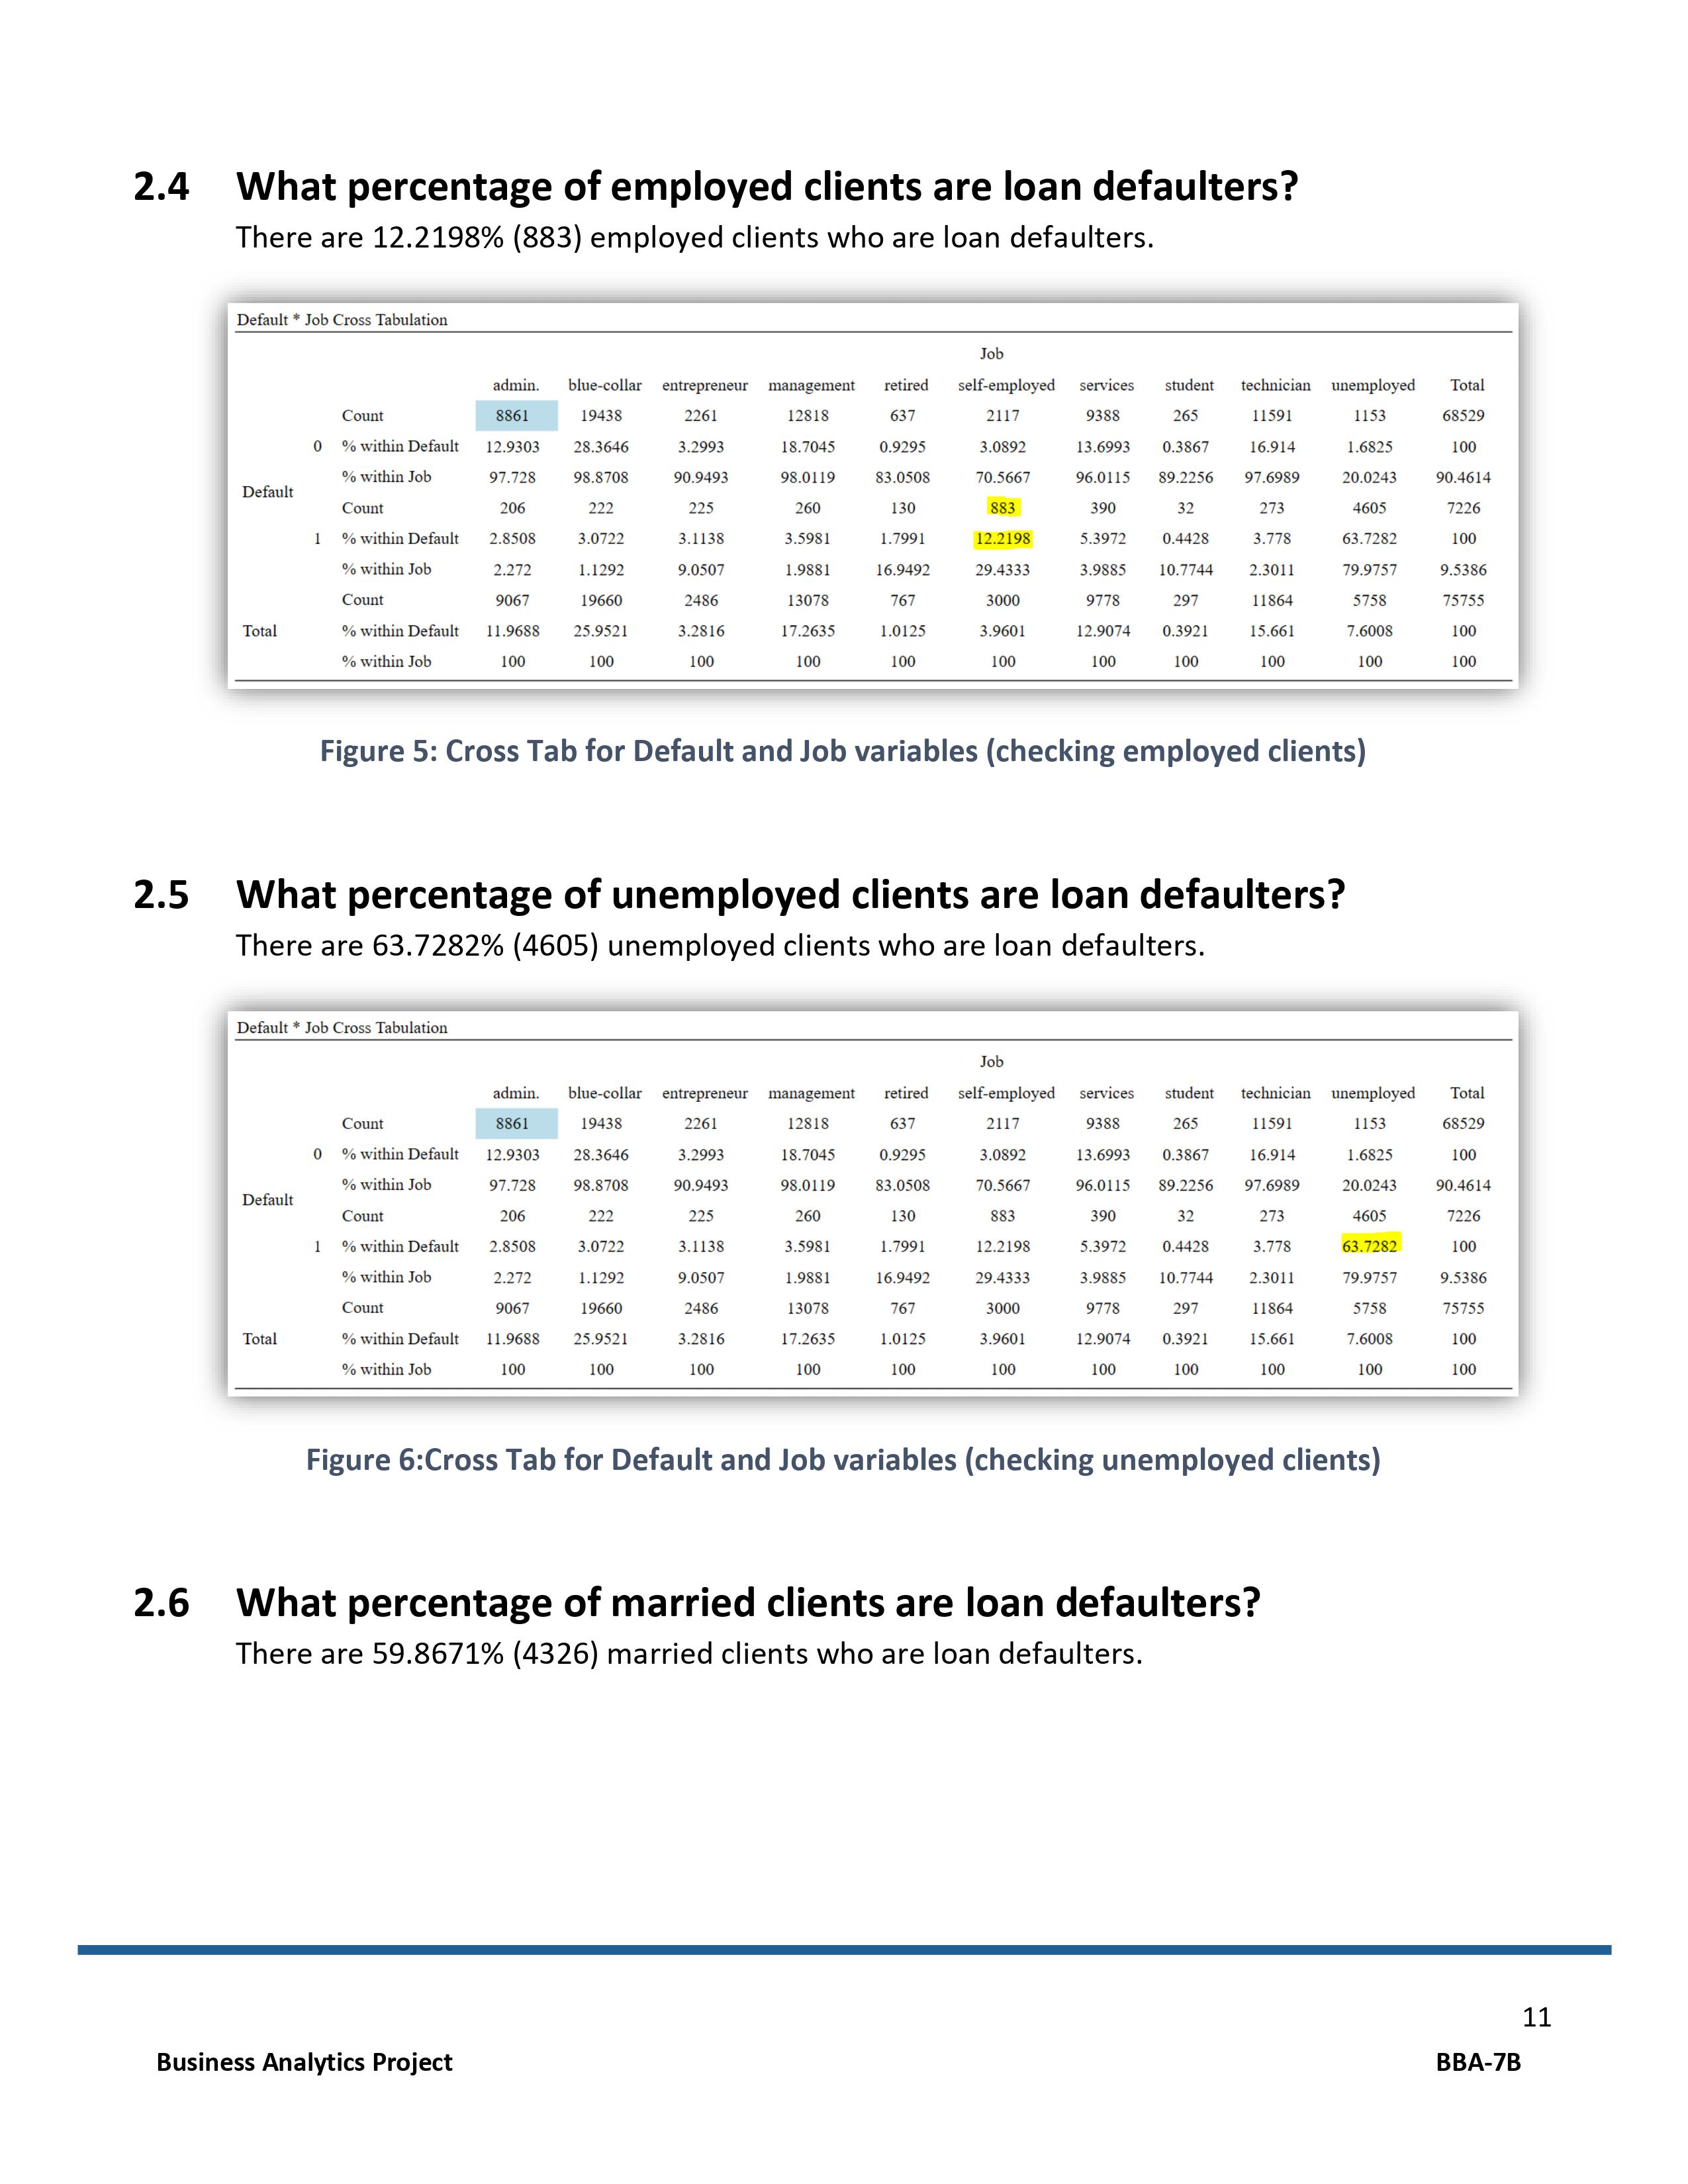 2.4 What percentage of employed clients are loan defaulters?
There are 12.2198% (883) employed clients who are loan defaulters.
Default * Job Cross Tabulation
Job
admin. blue-collar entrepreneur management retired self-employed services student technician unemployed Total
Count 8861 19438 2261 12818 637 2117 9388 265 11591 1153 68529
0 % within Default 12.9303 28.3646 3.2993 18.7045 0.9295 3.0892 13.6993 0.3867 16.914 1.6825 100
% within Job 97.728 98.8708 90.9493 98.0119 83.0508 70.5667 96.0115 89.2256 97.6989 20.0243 90.4614
Default
Count 206 222 225 260 130 883 390 32 273 4605 7226
1 % within Default 2.8508 3.0722 3.1138 3.5981 1.7991 12.2198 5.3972 0.4428 3.778 63.7282 100
% within Job 2.272 1.1292 9.0507 1.9881 16.9492 29.4333 3.9885 10.7744 2.3011 79.9757 9.5386
Count 9067 19660 2486 13078 767 3000 9778 297 11864 5758 75755
Total % within Default 11.9688 25.9521 3.2816 17.2635 1.0125 3.9601 12.9074 0.3921 15.661 7.6008 100
% within Job 100 100 100 100 100 100 100 100 100 100 100
Figure 5: Cross Tab for Default and Job variables (checking employed clients)
2.5 What percentage of unemployed clients are loan defaulters?
There are 63.7282% (4605) unemployed clients who are loan defaulters.
Default * Job Cross Tabulation
Job
admin. blue-collar entrepreneur management retired self-employed services student technician unemployed Total
Count 8861 19438 2261 12818 637 2117 9388 265 11591 1153 68529
0 % within Default 12.9303 28.3646 3.2993 18.7045 0.9295 3.0892 13.6993 0.3867 16.914 1.6825 100
% within Job 97.728 98.8708 90.9493 98.0119 83.0508 70.5667 96.0115 89.2256 97.6989 20.0243 90.4614
Default
Count 206 222 225 260 130 883 390 32 273 4605 7226
1 % within Default 2.8508 3.0722 3.1138 3.5981 1.7991 12.2198 5.3972 0.4428 3.778 63.7282 100
% within Job 2.272 1.1292 9.0507 1.9881 16.9492 29.4333 3.9885 10.7744 2.3011 79.9757 9.5386
Count 9067 19660 2486 13078 767 3000 9778 297 11864 5758 75755
Total % within Default 11.9688 25.9521 3.2816 17.2635 1.0125 3.9601 12.9074 0.3921 15.661 7.6008 100
% within Job 100 100 100 100 100 100 100 100 100 100 100
Figure 6:Cross Tab for Default and Job variables (checking unemployed clients)
2.6 What percentage of married clients are loan defaulters?
There are 59.8671% (4326) married clients who are loan defaulters.
11
Business Analytics Project BBA-7B